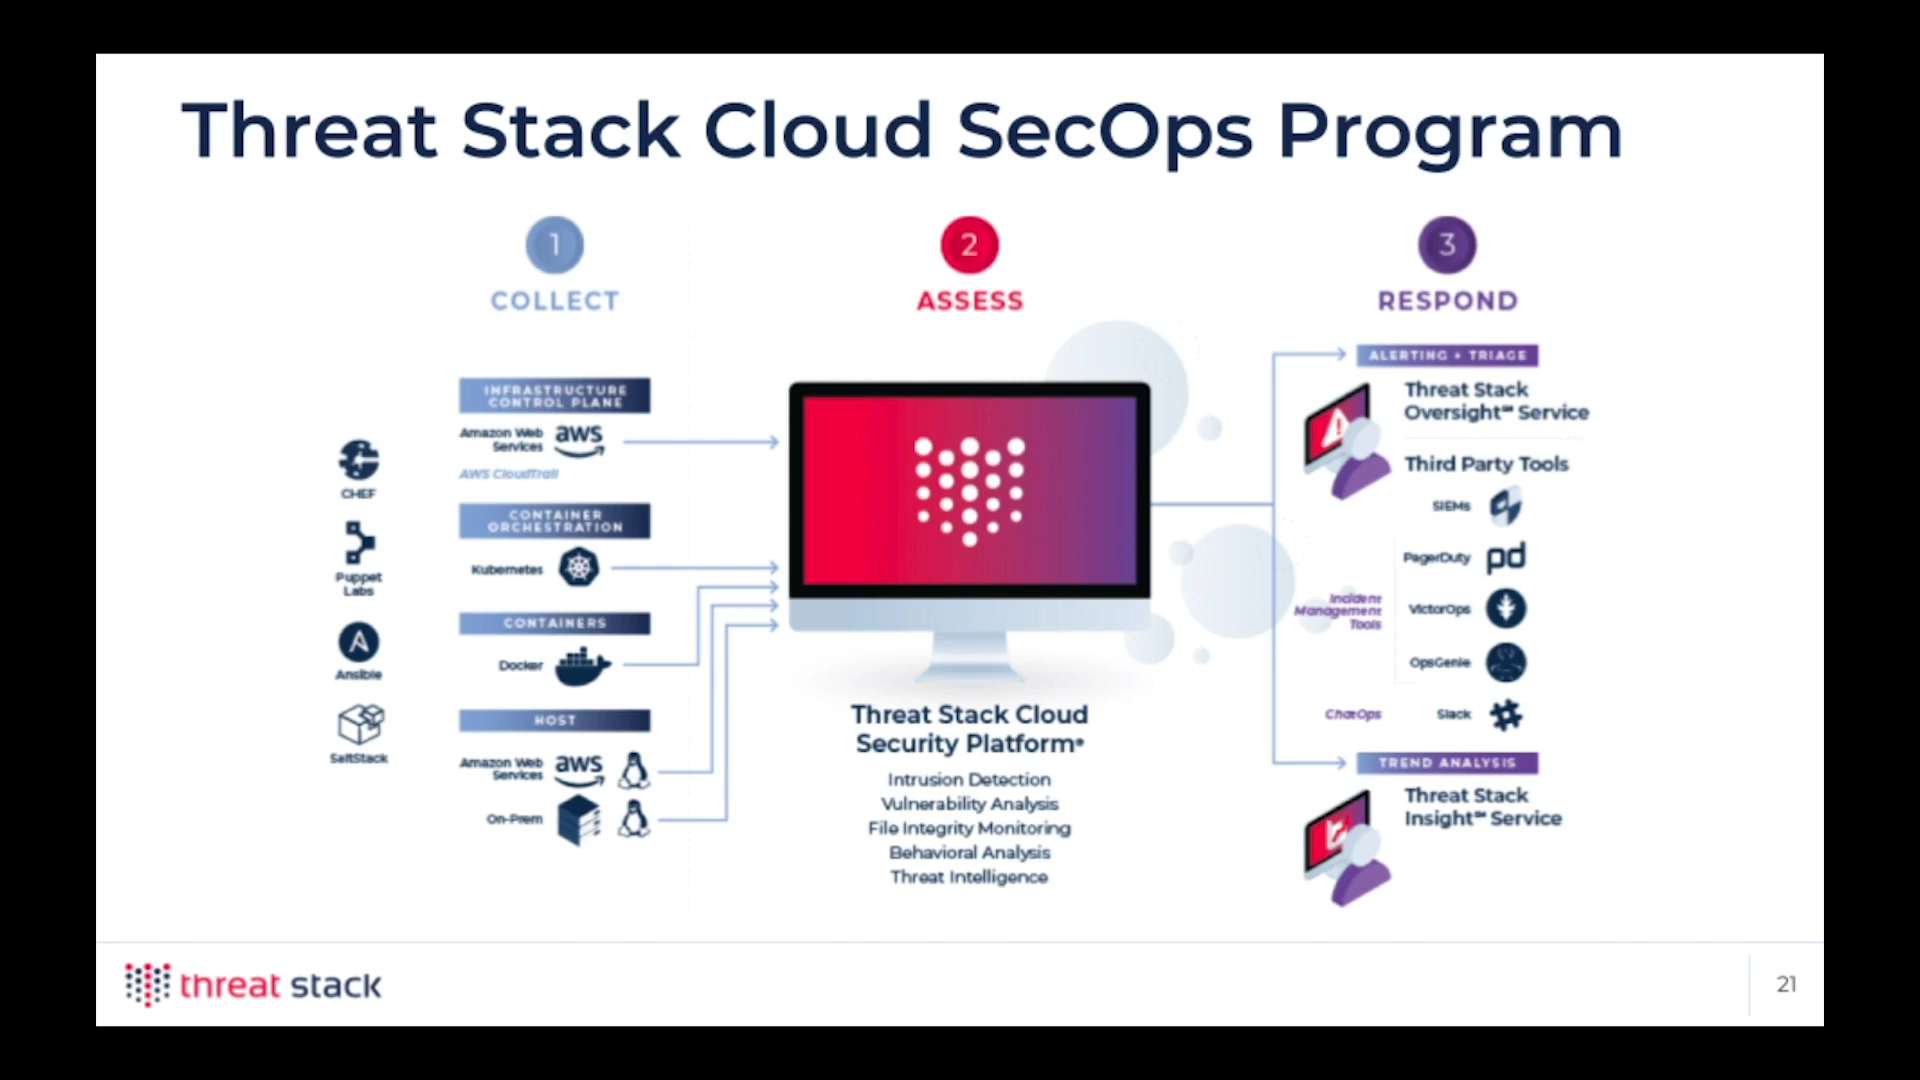 Threat Stack Cloud SecOps Program
1
COLLECT
CHEF
Puppet
Labs
Ansible
SaltStack
INFRASTRUCTURE
CONTROL PLANE
Amazon Web
Services
aws
AWS CloudTrail
CONTAINER
ORCHESTRATION
Kubernetes
CONTAINERS
Docker
HOST
Amazon Web
Services
aws
On-Prem
2
ASSESS
Threat Stack Cloud
Security Platform®
Intrusion Detection
Vulnerability Analysis
File Integrity Monitoring
Behavioral Analysis
Threat Intelligence
3
RESPOND
ALERTING + TRIAGE
Threat Stack
Oversight℠ Service
Third Party Tools
SIEMs
Incident
Management
Tools
PagerDuty
pd
VictorOps
OpsGenie
ChatOps
Slack
TREND ANALYSIS
Threat Stack
Insight℠ Service
threat stack
21